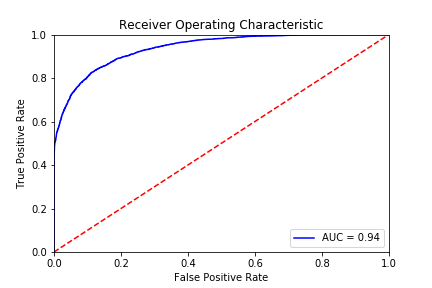 Receiver Operating Characteristic
1.0
0.8
0.6
0.4
0.2
0.0
True Positive Rate
AUC = 0.94
0.0 0.2 0.4 0.6 0.8 1.0
False Positive Rate